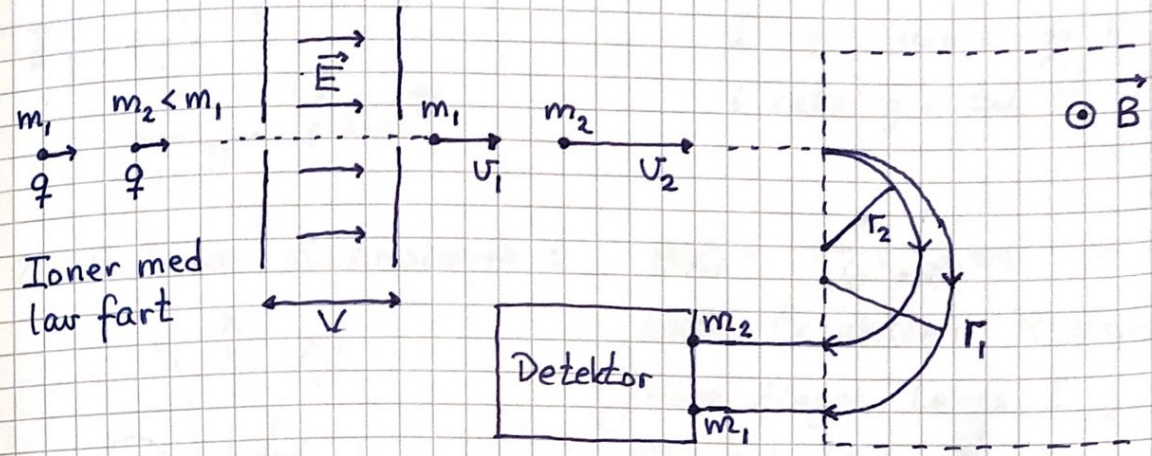 m₁
q
m₂ < m₁
q
Ioner med
lav fart
E⃗
V
m₁
v₁
m₂
v₂
B⃗
r₂
r₁
Detektor
m₂
m₁